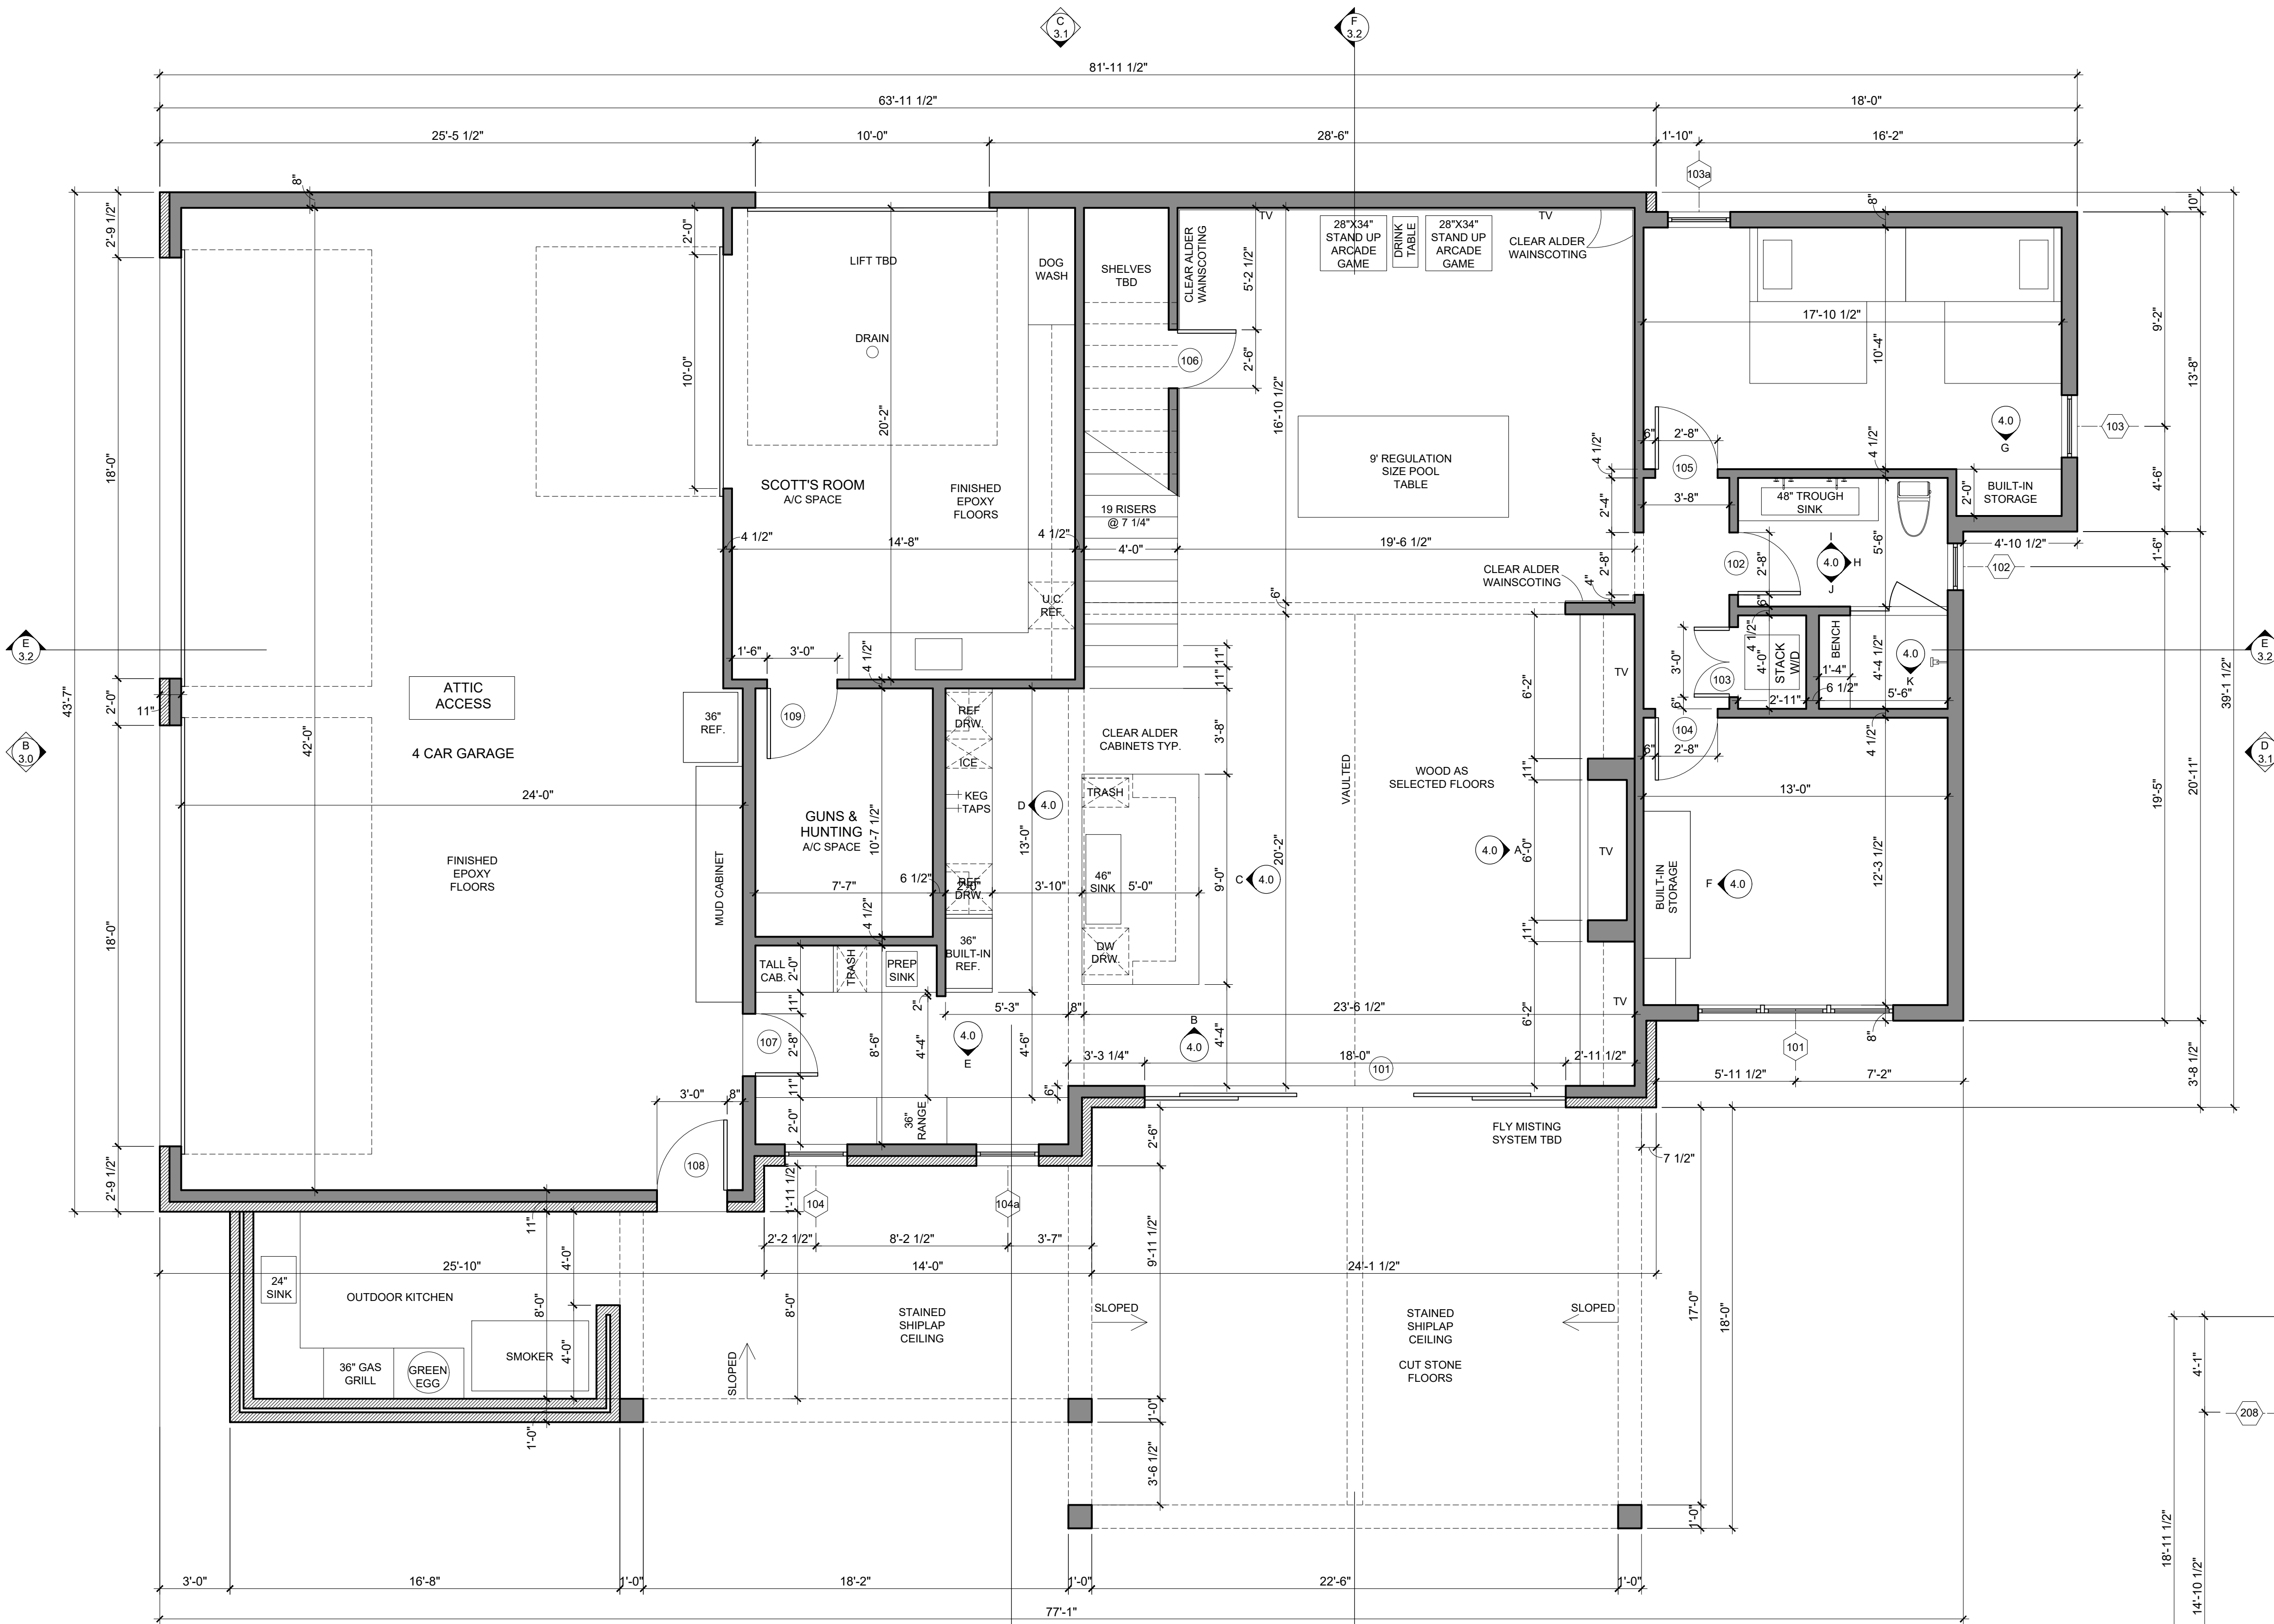 C
3.1
F
3.2
81'-11 1/2"
63'-11 1/2"
18'-0"
25'-5 1/2"
10'-0"
28'-6"
1'-10"
16'-2"
103a
8"
2'-9 1/2"
2'-0"
LIFT TBD
DOG
WASH
SHELVES
TBD
CLEAR ALDER
WAINSCOTING
5'-2 1/2"
TV
28"X34"
STAND UP
ARCADE
GAME
DRINK
TABLE
28"X34"
STAND UP
ARCADE
GAME
TV
CLEAR ALDER
WAINSCOTING
8"
10"
17'-10 1/2"
10'-4"
9'-2"
13'-8"
DRAIN
106
2'-6"
10'-0"
20'-2"
16'-10 1/2"
18'-0"
9' REGULATION
SIZE POOL
TABLE
4 1/2"
6"
2'-8"
105
4 1/2"
4.0
G
103
4'-6"
SCOTT'S ROOM
A/C SPACE
FINISHED
EPOXY
FLOORS
19 RISERS
@ 7 1/4"
2'-4"
3'-8"
48" TROUGH
SINK
2'-0"
BUILT-IN
STORAGE
4 1/2"
14'-8"
4 1/2"
4'-0"
19'-6 1/2"
CLEAR ALDER
WAINSCOTING
4"
2'-8"
102
2'-8"
I
4.0
H
J
5'-6"
4'-10 1/2"
1'-6"
102
U.C.
REF.
6"
6"
E
3.2
1'-6"
3'-0"
4 1/2"
11"
11"
TV
3'-0"
103
4 1/2"
4'-0"
STACK
W/D
BENCH
1'-4"
4'-4 1/2"
4.0
K
E
3.2
39'-1 1/2"
43'-7"
2'-0"
11"
42'-0"
ATTIC
ACCESS
36"
REF.
109
REF
DRW.
ICE
3'-8"
6'-2"
6"
2'-11"
6 1/2"
5'-6"
104
B
3.0
4 CAR GARAGE
CLEAR ALDER
CABINETS TYP.
VAULTED
WOOD AS
SELECTED FLOORS
11"
6"
2'-8"
4 1/2"
D
3.1
24'-0"
KEG
TAPS
D
4.0
TRASH
13'-0"
19'-5"
20'-11"
GUNS &
HUNTING
A/C SPACE
10'-7 1/2"
13'-0"
20'-2"
4.0
A
6'-0"
TV
FINISHED
EPOXY
FLOORS
MUD CABINET
7'-7"
6 1/2"
REF
DRW.
2'-0"
3'-10"
46"
SINK
5'-0"
9'-0"
C
4.0
BUILT-IN
STORAGE
F
4.0
12'-3 1/2"
18'-0"
4 1/2"
36"
BUILT-IN
REF.
DW
DRW.
11"
TALL
CAB.
2'-0"
TRASH
PREP
SINK
11"
2"
5'-3"
8"
23'-6 1/2"
6'-2"
TV
107
2'-8"
8'-6"
4'-4"
4.0
E
4'-6"
B
4.0
4'-4"
8"
101
3'-3 1/4"
18'-0"
101
2'-11 1/2"
5'-11 1/2"
7'-2"
3'-8 1/2"
3'-0"
8"
11"
2'-0"
6"
36"
RANGE
2'-6"
FLY MISTING
SYSTEM TBD
7 1/2"
2'-9 1/2"
108
1'-11 1/2"
104
104a
11"
4'-0"
2'-2 1/2"
8'-2 1/2"
3'-7"
9'-11 1/2"
25'-10"
14'-0"
24'-1 1/2"
24"
SINK
OUTDOOR KITCHEN
8'-0"
8'-0"
STAINED
SHIPLAP
CEILING
SLOPED
STAINED
SHIPLAP
CEILING
SLOPED
17'-0"
18'-0"
36" GAS
GRILL
GREEN
EGG
SMOKER
4'-0"
SLOPED
CUT STONE
FLOORS
4'-1"
208
1'-0"
1'-0"
3'-6 1/2"
1'-0"
18'-11 1/2"
14'-10 1/2"
3'-0"
16'-8"
1'-0"
18'-2"
1'-0"
22'-6"
1'-0"
77'-1"